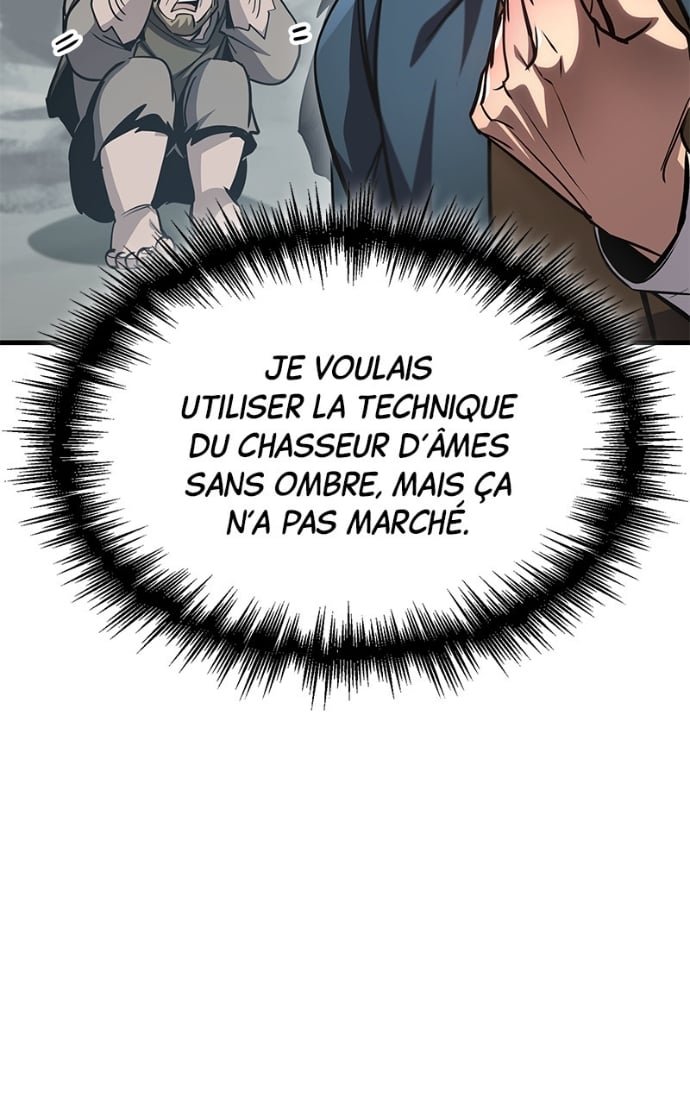 JE VOULAIS
UTILISER LA TECHNIQUE
DU CHASSEUR D'ÂMES
SANS OMBRE, MAIS ÇA
N'A PAS MARCHÉ.